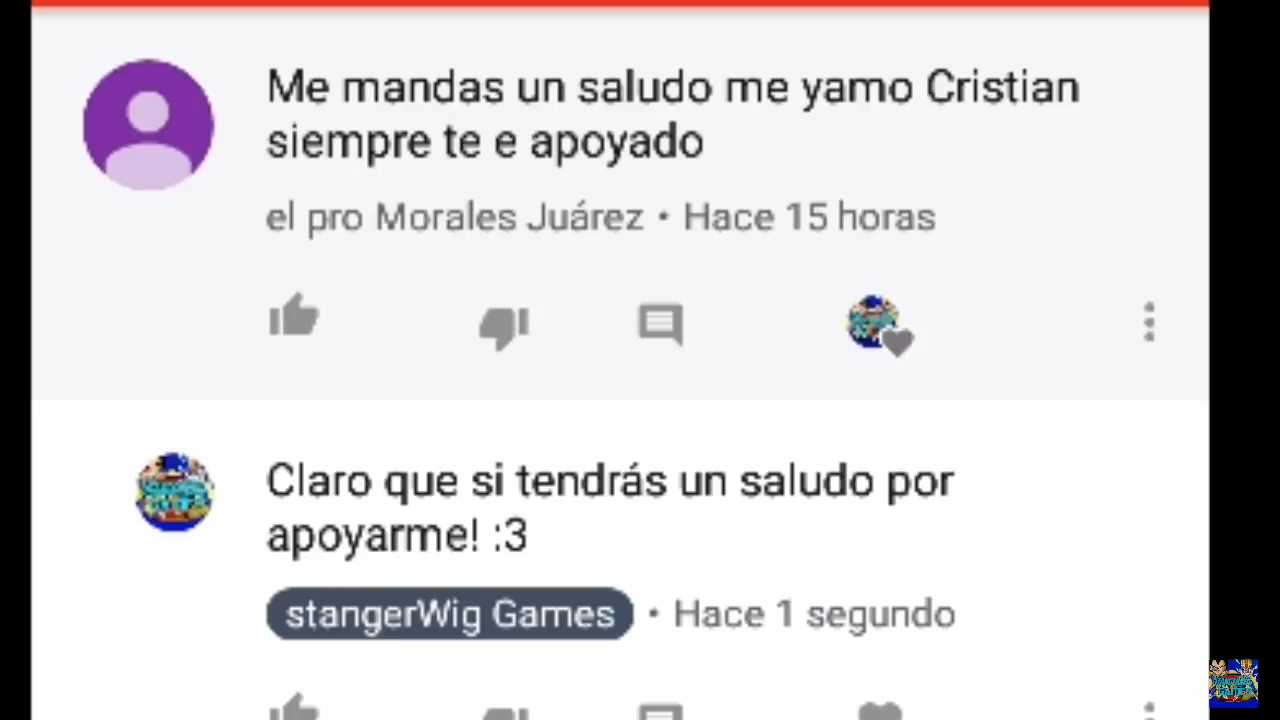 Me mandas un saludo me yamo Cristian
siempre te e apoyado
el pro Morales Juárez • Hace 15 horas
Claro que si tendrás un saludo por
apoyarme! :3
stangerWig Games • Hace 1 segundo